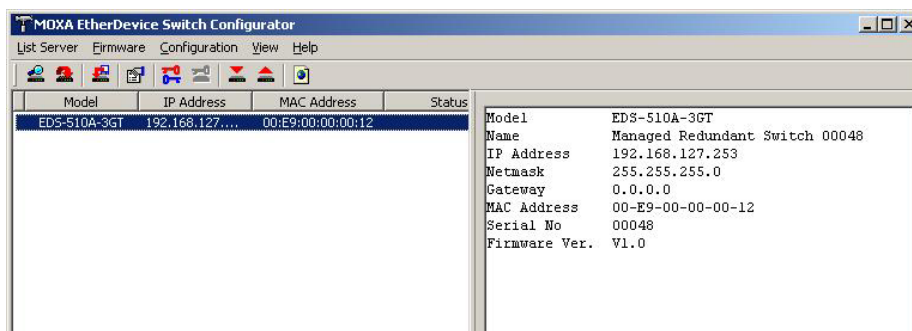 MOXA EtherDevice Switch Configurator
List Server Firmware Configuration View Help
Model IP Address MAC Address Status
EDS-510A-3GT 192.168.127.... 00:E9:00:00:00:12
Model EDS-510A-3GT
Name Managed Redundant Switch 00048
IP Address 192.168.127.253
Netmask 255.255.255.0
Gateway 0.0.0.0
MAC Address 00-E9-00-00-00-12
Serial No 00048
Firmware Ver. V1.0